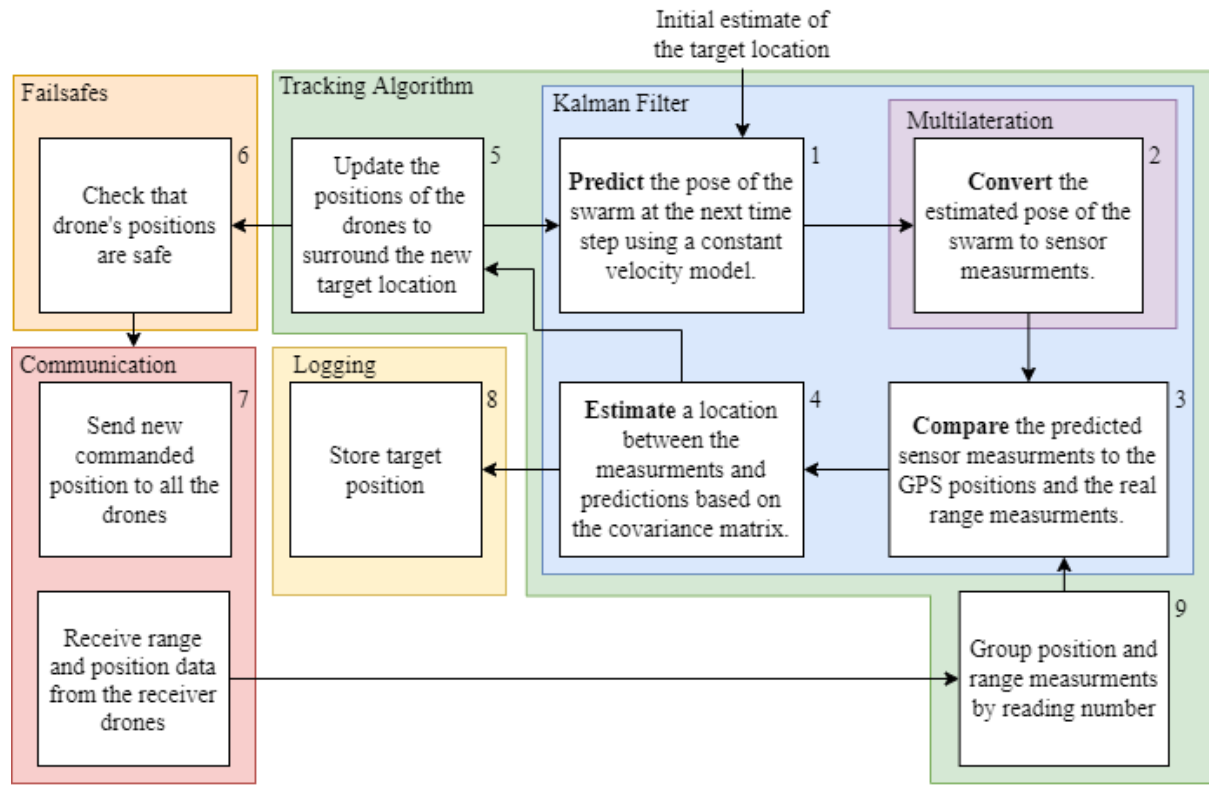 Initial estimate of
the target location
Failsafes
6
Check that
drone's positions
are safe
Tracking Algorithm
5
Update the
positions of the
drones to
surround the new
target location
Kalman Filter
1
Predict the pose of the
swarm at the next time
step using a constant
velocity model.
Multilateration
2
Convert the
estimated pose of the
swarm to sensor
measurments.
Communication
7
Send new
commanded
position to all the
drones
Logging
8
Store target
position
4
Estimate a location
between the
measurments and
predictions based on
the covariance matrix.
3
Compare the predicted
sensor measurments to the
GPS positions and the real
range measurments.
Receive range
and position data
from the receiver
drones
9
Group position and
range measurments
by reading number